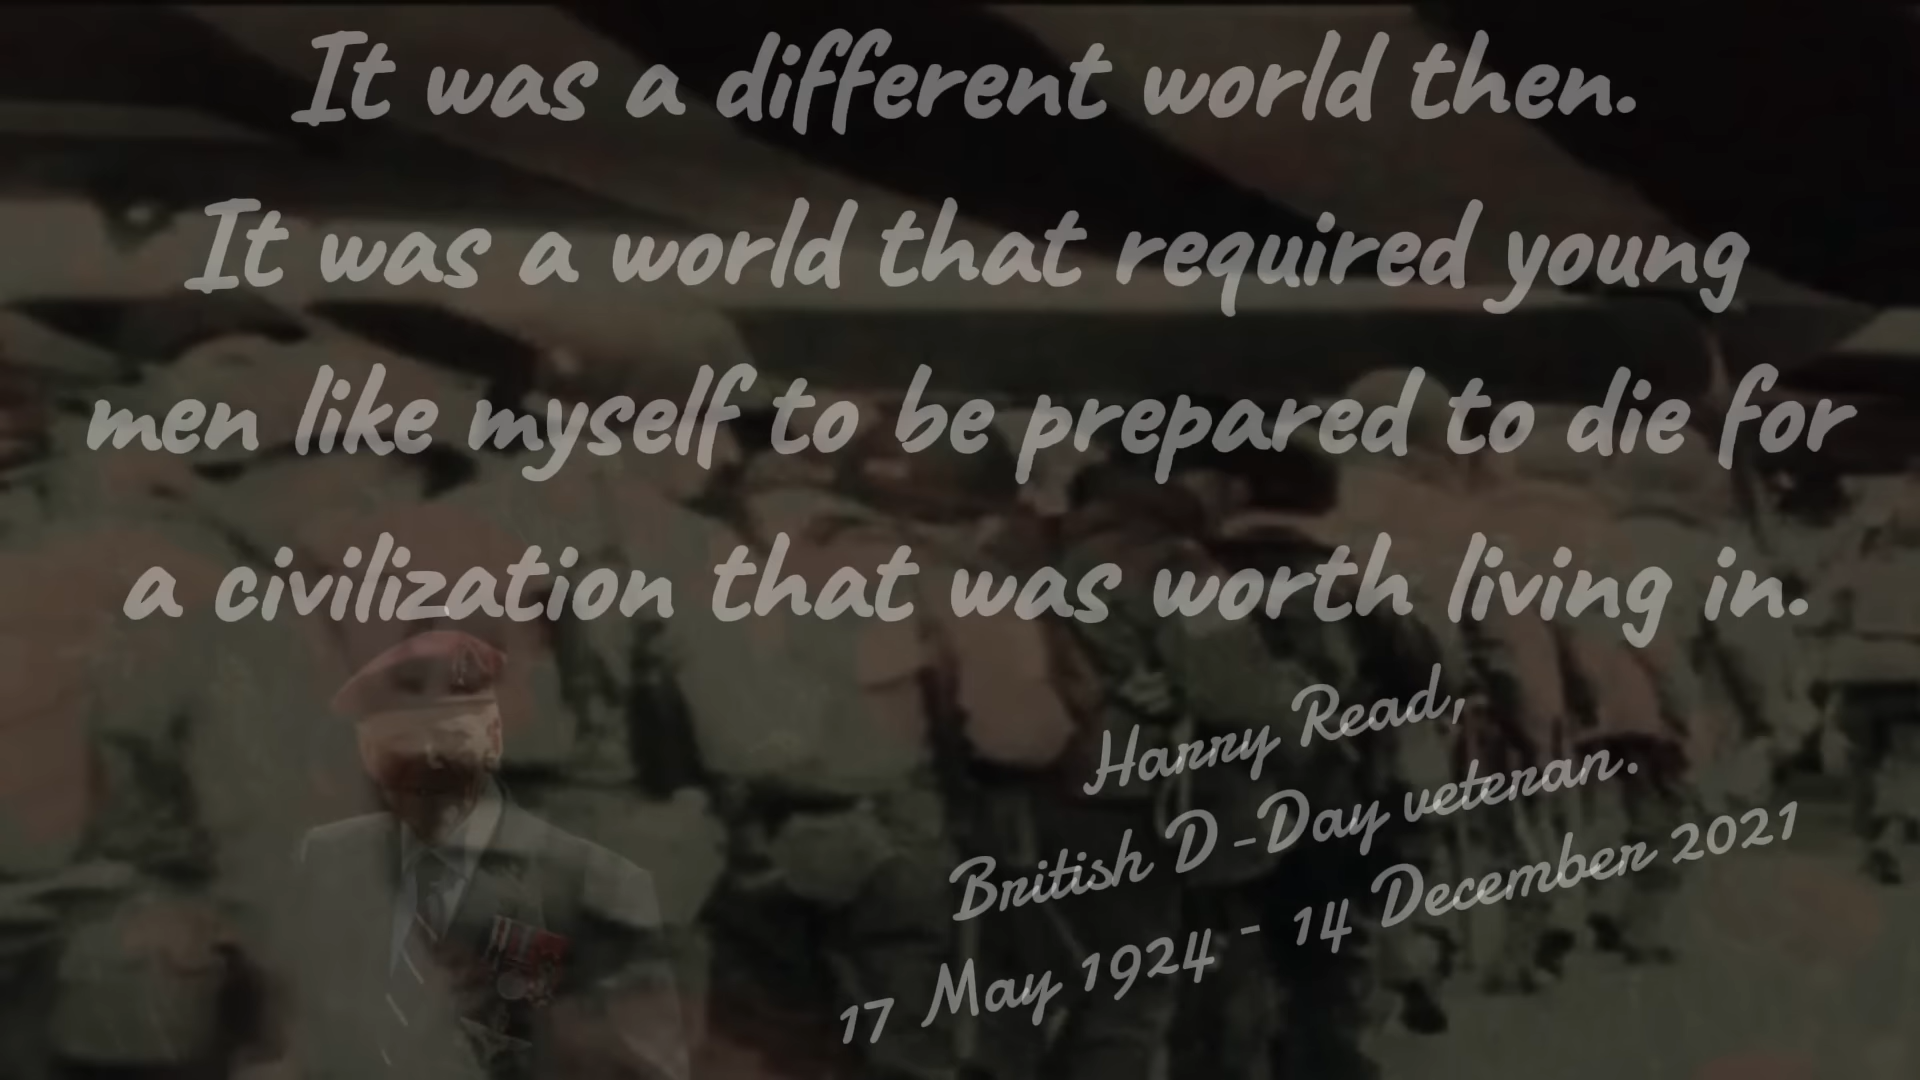 It was a different world then.
It was a world that required young
men like myself to be prepared to die for
a civilization that was worth living in.
Harry Read,
British D-Day veteran.
17 May 1924 - 14 December 2021